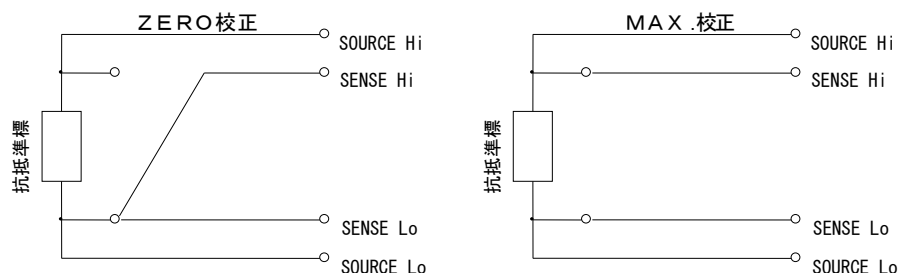 ZERO校正
SOURCE Hi
SENSE Hi
標準抵抗
SENSE Lo
SOURCE Lo
MAX.校正
SOURCE Hi
SENSE Hi
標準抵抗
SENSE Lo
SOURCE Lo